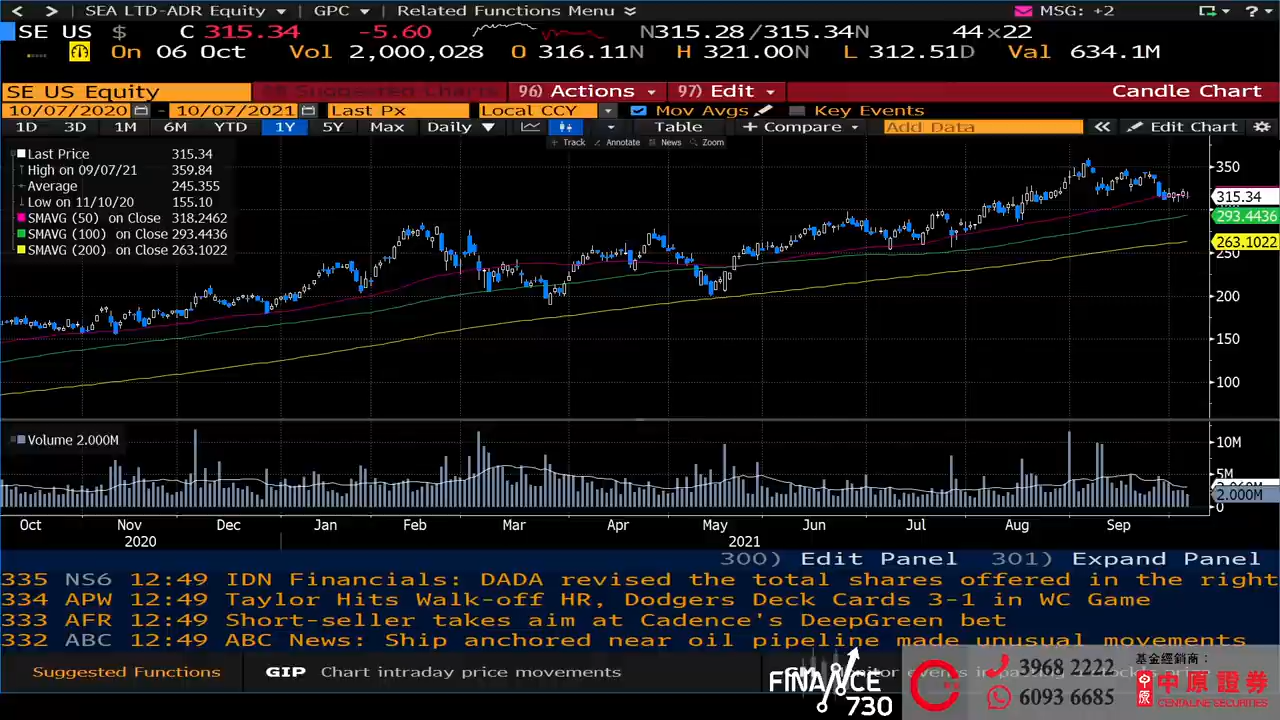 < > SEA LTD-ADR Equity GPC Related Functions Menu MSG: +2 ?
SE US $ C 315.34 -5.60 N315.28/315.34N 44×22
On 06 Oct Vol 2,000,028 O 316.11N H 321.00N L 312.51D Val 634.1M
SE US Equity 96) Actions 97) Edit Candle Chart
10/07/2020 - 10/07/2021 Last Px Local CCY Mov Avgs Key Events
1D 3D 1M 6M YTD 1Y 5Y Max Daily Table + Compare Add Data Edit Chart
Track Annotate News Zoom
Last Price 315.34
High on 09/07/21 359.84
Average 245.355
Low on 11/10/20 155.10
SMAVG (50) on Close 318.2462
SMAVG (100) on Close 293.4436
SMAVG (200) on Close 263.1022
350
315.34
293.4436
263.1022
250
200
150
100
Volume 2.000M
10M
5M
2.000M
0
Oct Nov Dec Jan Feb Mar Apr May Jun Jul Aug Sep
2020 2021
300) Edit Panel 301) Expand Panel
335 NS6 12:49 IDN Financials: DADA revised the total shares offered in the right
334 APW 12:49 Taylor Hits Walk-off HR, Dodgers Deck Cards 3-1 in WC Game
333 AFR 12:49 Short-seller takes aim at Cadence's DeepGreen bet
332 ABC 12:49 ABC News: Ship anchored near oil pipeline made unusual movements
Suggested Functions GIP Chart intraday price movements
FINANCE
730
3968 2222
6093 6685
基金經銷商：
中原
中原證券
CENTALINE SECURITIES